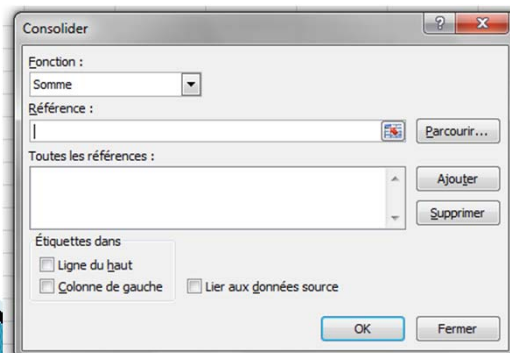 Consolider
Fonction :
Somme
Référence :
Parcourir...
Toutes les références :
Ajouter
Supprimer
Étiquettes dans
Ligne du haut
Colonne de gauche
Lier aux données source
OK
Fermer